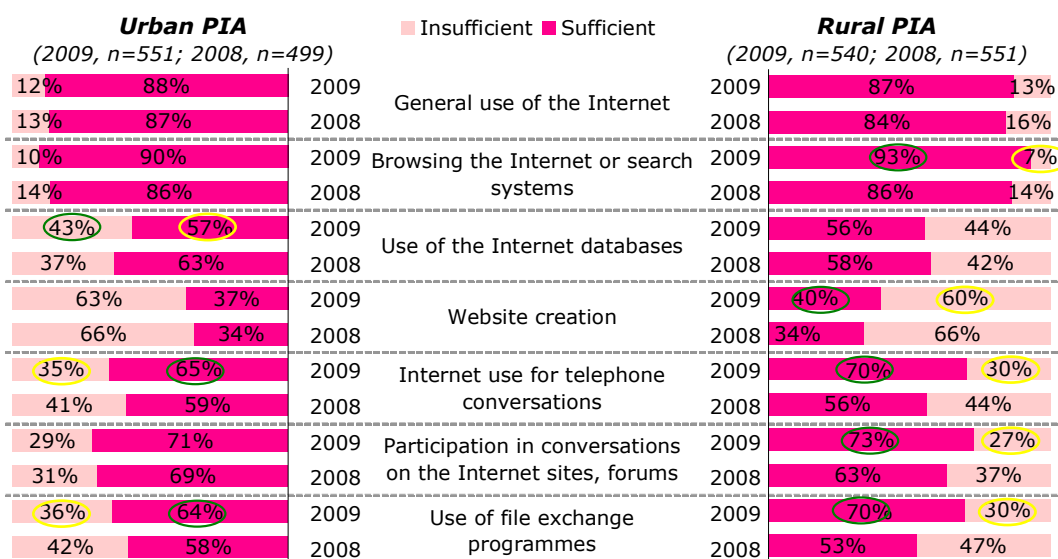 Urban PIA
(2009, n=551; 2008, n=499)
Insufficient Sufficient
Rural PIA
(2009, n=540; 2008, n=551)
12% 88% 2009 General use of the Internet 2009 87% 13%
13% 87% 2008 2008 84% 16%
10% 90% 2009 Browsing the Internet or search 2009 93% 7%
14% 86% 2008 systems 2008 86% 14%
43% 57% 2009 Use of the Internet databases 2009 56% 44%
37% 63% 2008 2008 58% 42%
63% 37% 2009 Website creation 2009 40% 60%
66% 34% 2008 2008 34% 66%
35% 65% 2009 Internet use for telephone 2009 70% 30%
41% 59% 2008 conversations 2008 56% 44%
29% 71% 2009 Participation in conversations 2009 73% 27%
31% 69% 2008 on the Internet sites, forums 2008 63% 37%
36% 64% 2009 Use of file exchange 2009 70% 30%
42% 58% 2008 programmes 2008 53% 47%